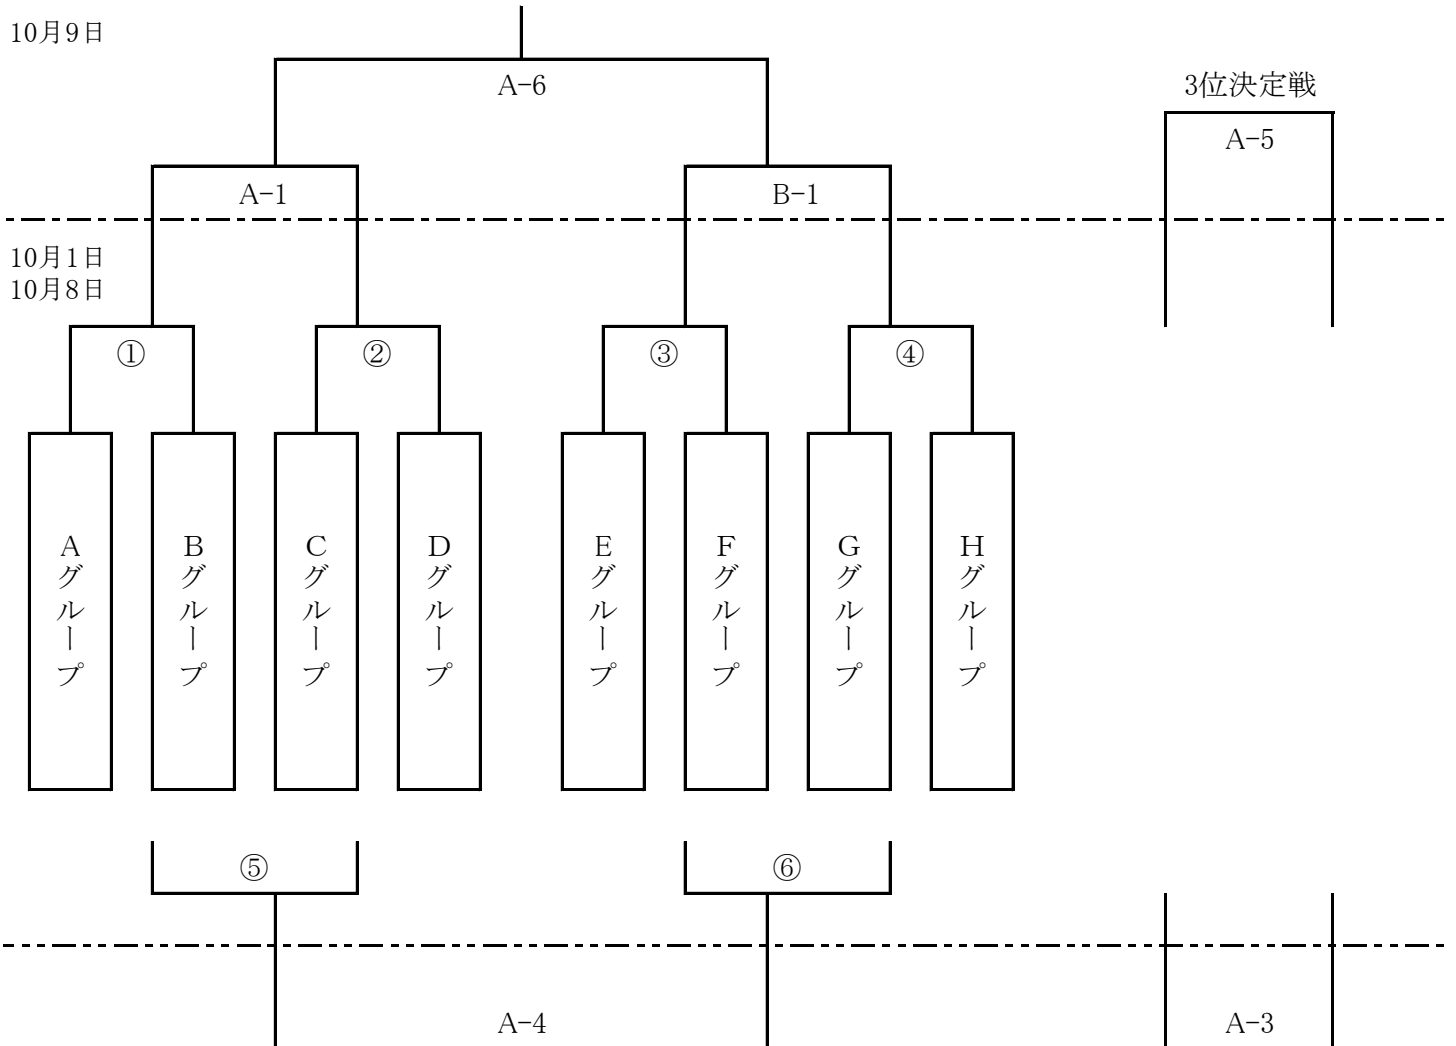 10月9日
A-6
3位決定戦
A-5
A-1
B-1
10月1日
10月8日
①
②
③
④
Aグループ
Bグループ
Cグループ
Dグループ
Eグループ
Fグループ
Gグループ
Hグループ
⑤
⑥
A-4
A-3